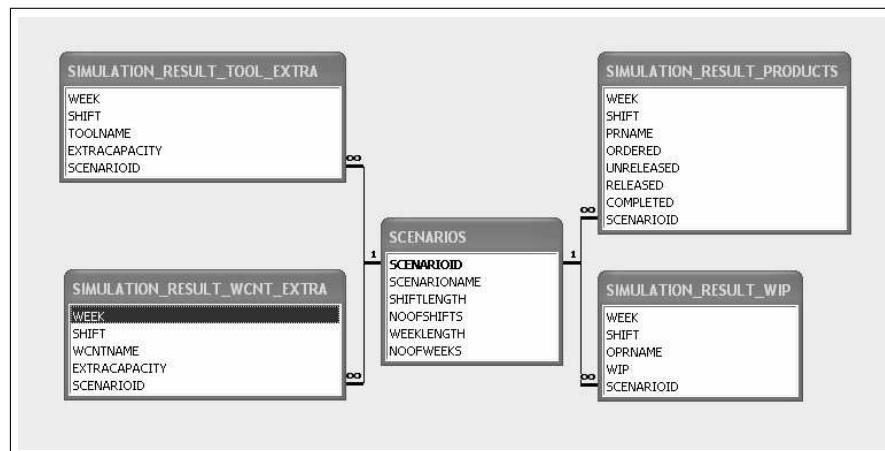 SIMULATION_RESULT_TOOL_EXTRA
WEEK
SHIFT
TOOLNAME
EXTRACAPACITY
SCENARIOID
∞
SIMULATION_RESULT_PRODUCTS
WEEK
SHIFT
PRNAME
ORDERED
UNRELEASED
RELEASED
COMPLETED
SCENARIOID
∞
SCENARIOS
SCENARIOID
SCENARIONAME
SHIFTLENGTH
NOOFSHIFTS
WEEKLENGTH
NOOFWEEKS
1
1
SIMULATION_RESULT_WCNT_EXTRA
WEEK
SHIFT
WCNTNAME
EXTRACAPACITY
SCENARIOID
∞
SIMULATION_RESULT_WIP
WEEK
SHIFT
OPRNAME
WIP
SCENARIOID
∞